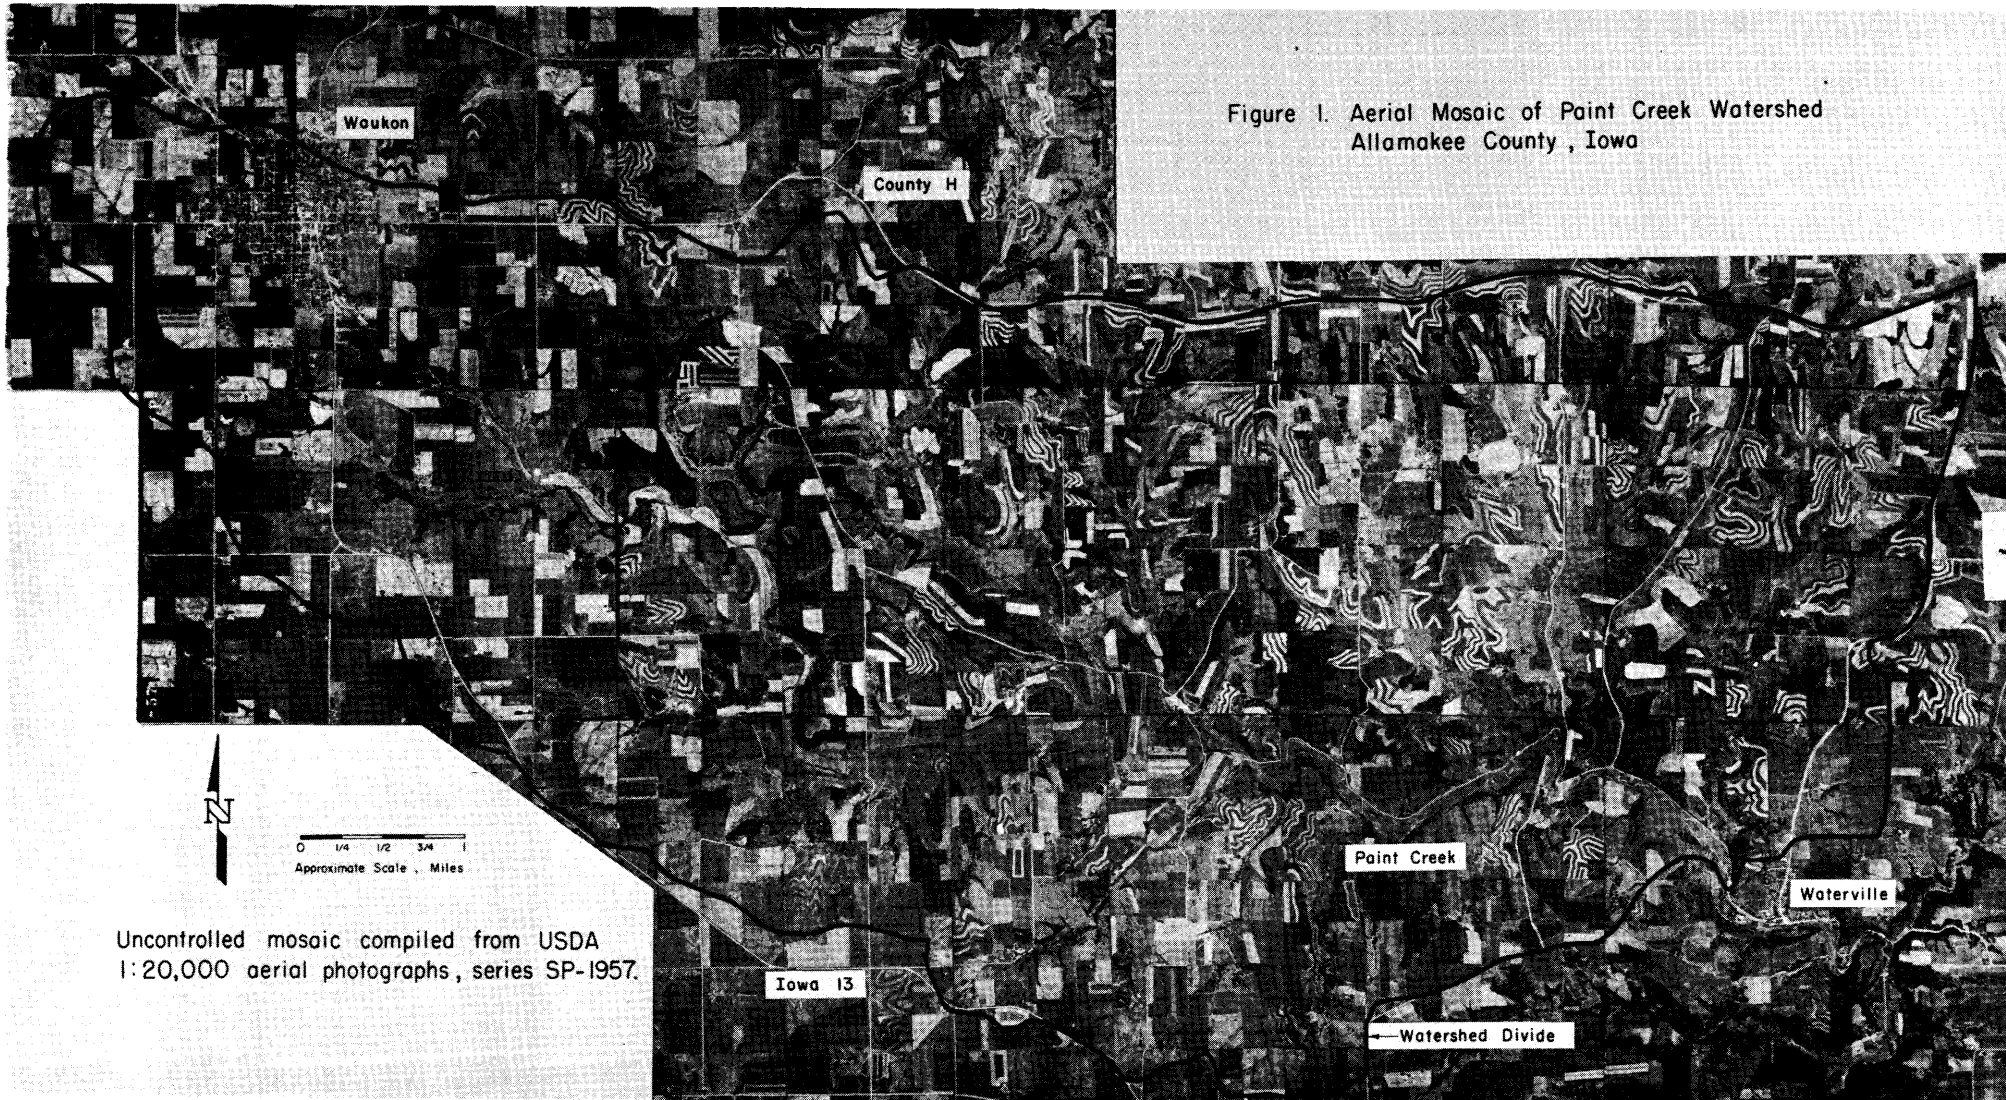 Figure 1. Aerial Mosaic of Paint Creek Watershed
Allamakee County, Iowa
Waukon
County H
N
0 1/4 1/2 3/4 1
Approximate Scale, Miles
Paint Creek
Waterville
Uncontrolled mosaic compiled from USDA
1:20,000 aerial photographs, series SP-1957.
Iowa 13
Watershed Divide